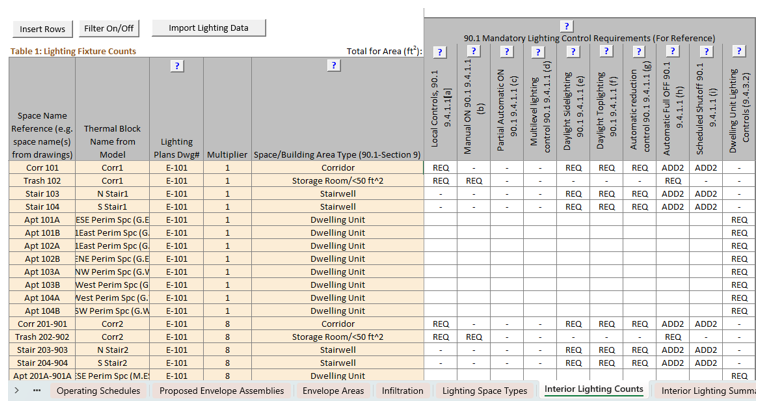 Insert Rows Filter On/Off Import Lighting Data
?
90.1 Mandatory Lighting Control Requirements (For Reference)
Table 1: Lighting Fixture Counts Total for Area (ft²):
? ? ? ? ? ? ? ? ? ? ? ?
Space Name Reference (e.g. space name(s) from drawings) Thermal Block Name from Model Lighting Plans Dwg# Multiplier Space/Building Area Type (90.1-Section 9) Local Controls, 90.1 9.4.1.1[a) Manual ON 90.1 9.4.1.1 (b) Partial Automatic ON 90.1 9.4.1.1 (c) Multilevel lighting control 90.1 9.4.1.1 (d) Daylight Sidelighting 90.1 9.4.1.1 (e) Daylight Toplighting 90.1 9.4.1.1 (f) Automatic reduction control 90.1 9.4.1.1 (g) Automatic Full OFF 90.1 9.4.1.1 (h) Scheduled Shutoff 90.1 9.4.1.1 (i) Dwelling Unit Lighting Controls (9.4.3.2)
Corr 101 Corr1 E-101 1 Corridor REQ - - - REQ REQ REQ ADD2 ADD2 -
Trash 102 Corr1 E-101 1 Storage Room/<50 ft^2 REQ REQ - - - - - REQ - -
Stair 103 N Stair1 E-101 1 Stairwell - - - - REQ REQ REQ ADD2 ADD2 -
Stair 104 S Stair1 E-101 1 Stairwell - - - - REQ REQ REQ ADD2 ADD2 -
Apt 101A ESE Perim Spc (G.E E-101 1 Dwelling Unit REQ
Apt 101B 1East Perim Spc (G. E-101 1 Dwelling Unit REQ
Apt 102A 1East Perim Spc (G. E-101 1 Dwelling Unit REQ
Apt 102B ENE Perim Spc (G.E E-101 1 Dwelling Unit REQ
Apt 103A NW Perim Spc (G.V E-101 1 Dwelling Unit REQ
Apt 103B West Perim Spc (G. E-101 1 Dwelling Unit REQ
Apt 104A West Perim Spc (G. E-101 1 Dwelling Unit REQ
Apt 104B SW Perim Spc (G.W E-101 1 Dwelling Unit REQ
Corr 201-901 Corr2 E-101 8 Corridor REQ - - - REQ REQ REQ ADD2 ADD2 -
Trash 202-902 Corr2 E-101 8 Storage Room/<50 ft^2 REQ REQ - - - - - REQ - -
Stair 203-903 N Stair2 E-101 8 Stairwell - - - - REQ REQ REQ ADD2 ADD2 -
Stair 204-904 S Stair2 E-101 8 Stairwell - - - - REQ REQ REQ ADD2 ADD2 -
Apt 201A-901A ESE Perim Spc (M.E E-101 8 Dwelling Unit REQ
> ••• Operating Schedules Proposed Envelope Assemblies Envelope Areas Infiltration Lighting Space Types Interior Lighting Counts Interior Lighting Summa